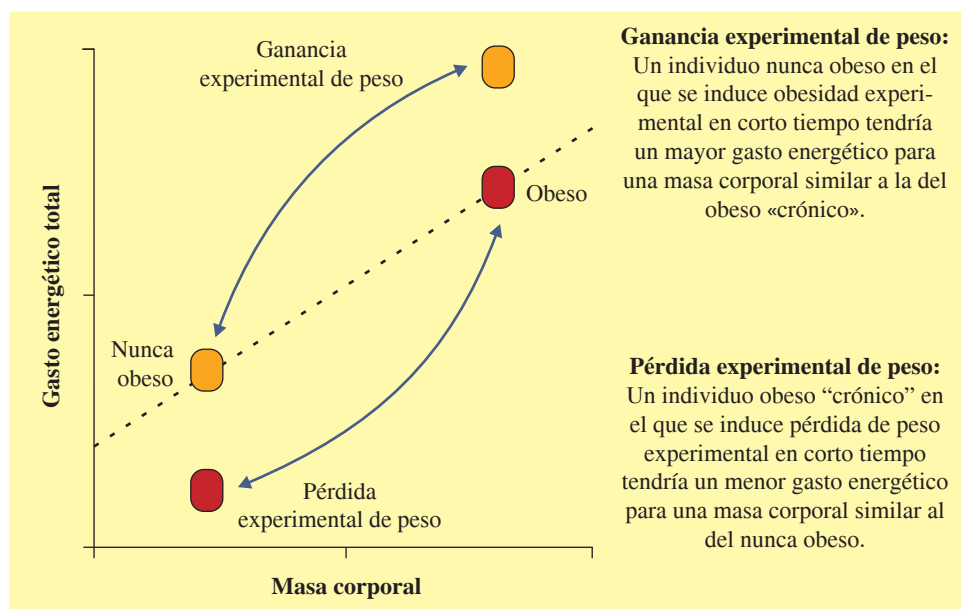 Ganancia
experimental de peso
Obeso
Nunca
obeso
Pérdida
experimental de peso
Gasto energético total
Masa corporal
Ganancia experimental de peso:
Un individuo nunca obeso en el
que se induce obesidad experi-
mental en corto tiempo tendría
un mayor gasto energético para
una masa corporal similar a la del
obeso «crónico».
Pérdida experimental de peso:
Un individuo obeso “crónico” en
el que se induce pérdida de peso
experimental en corto tiempo
tendría un menor gasto energético
para una masa corporal similar al
del nunca obeso.